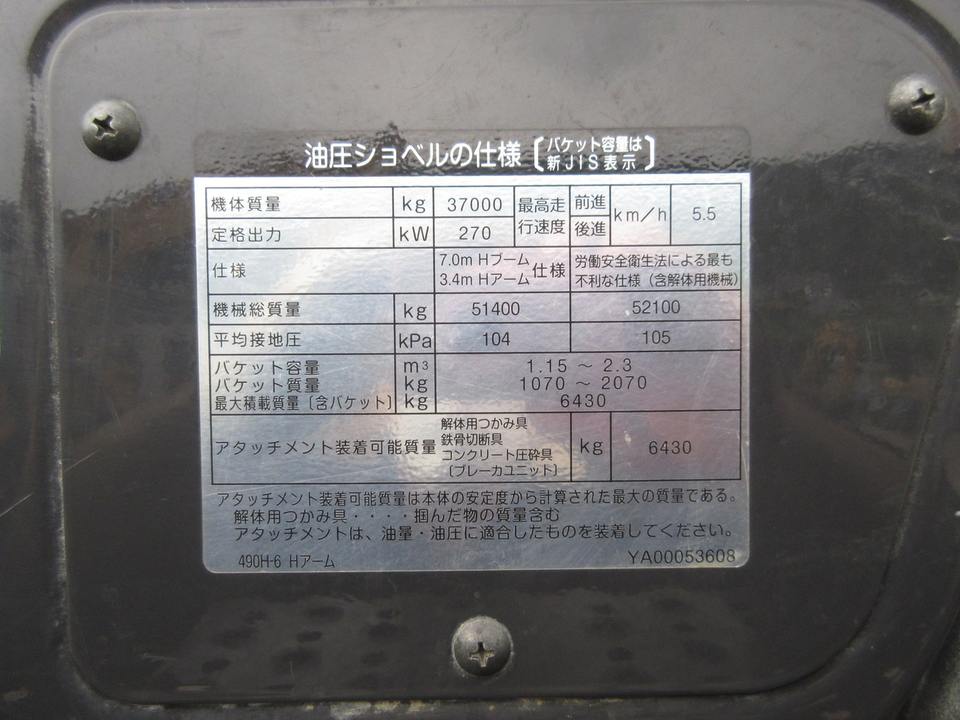 油圧ショベルの仕様〔バケット容量は 新JIS表示〕
機体質量 kg 37000 最高走行速度 前進 後進 km/h 5.5
定格出力 kW 270
仕様 7.0m Hブーム 3.4m Hアーム 仕様 労働安全衛生法による最も不利な仕様（含解体用機械）
機械総質量 kg 51400 52100
平均接地圧 kPa 104 105
バケット容量 m³ 1.15 ～ 2.3
バケット質量 kg 1070 ～ 2070
最大積載質量〔含バケット〕 kg 6430
アタッチメント装着可能質量 解体用つかみ具 鉄骨切断具 コンクリート圧砕具 〔ブレーカユニット〕 kg 6430
アタッチメント装着可能質量は本体の安定度から計算された最大の質量である。
解体用つかみ具・・・・掴んだ物の質量含む
アタッチメントは、油量・油圧に適合したものを装着してください。
490H-6 Hアーム YA00053608